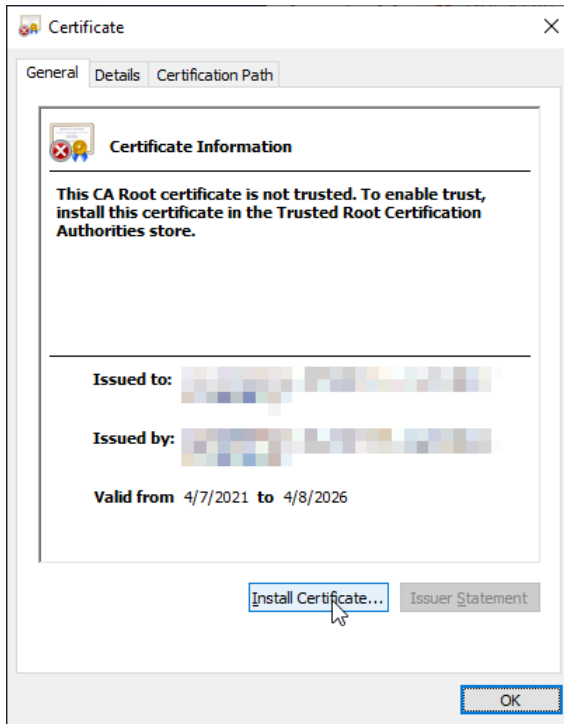 Certificate
General Details Certification Path
Certificate Information
This CA Root certificate is not trusted. To enable trust,
install this certificate in the Trusted Root Certification
Authorities store.
Issued to:
Issued by:
Valid from 4/7/2021 to 4/8/2026
Install Certificate... Issuer Statement
OK